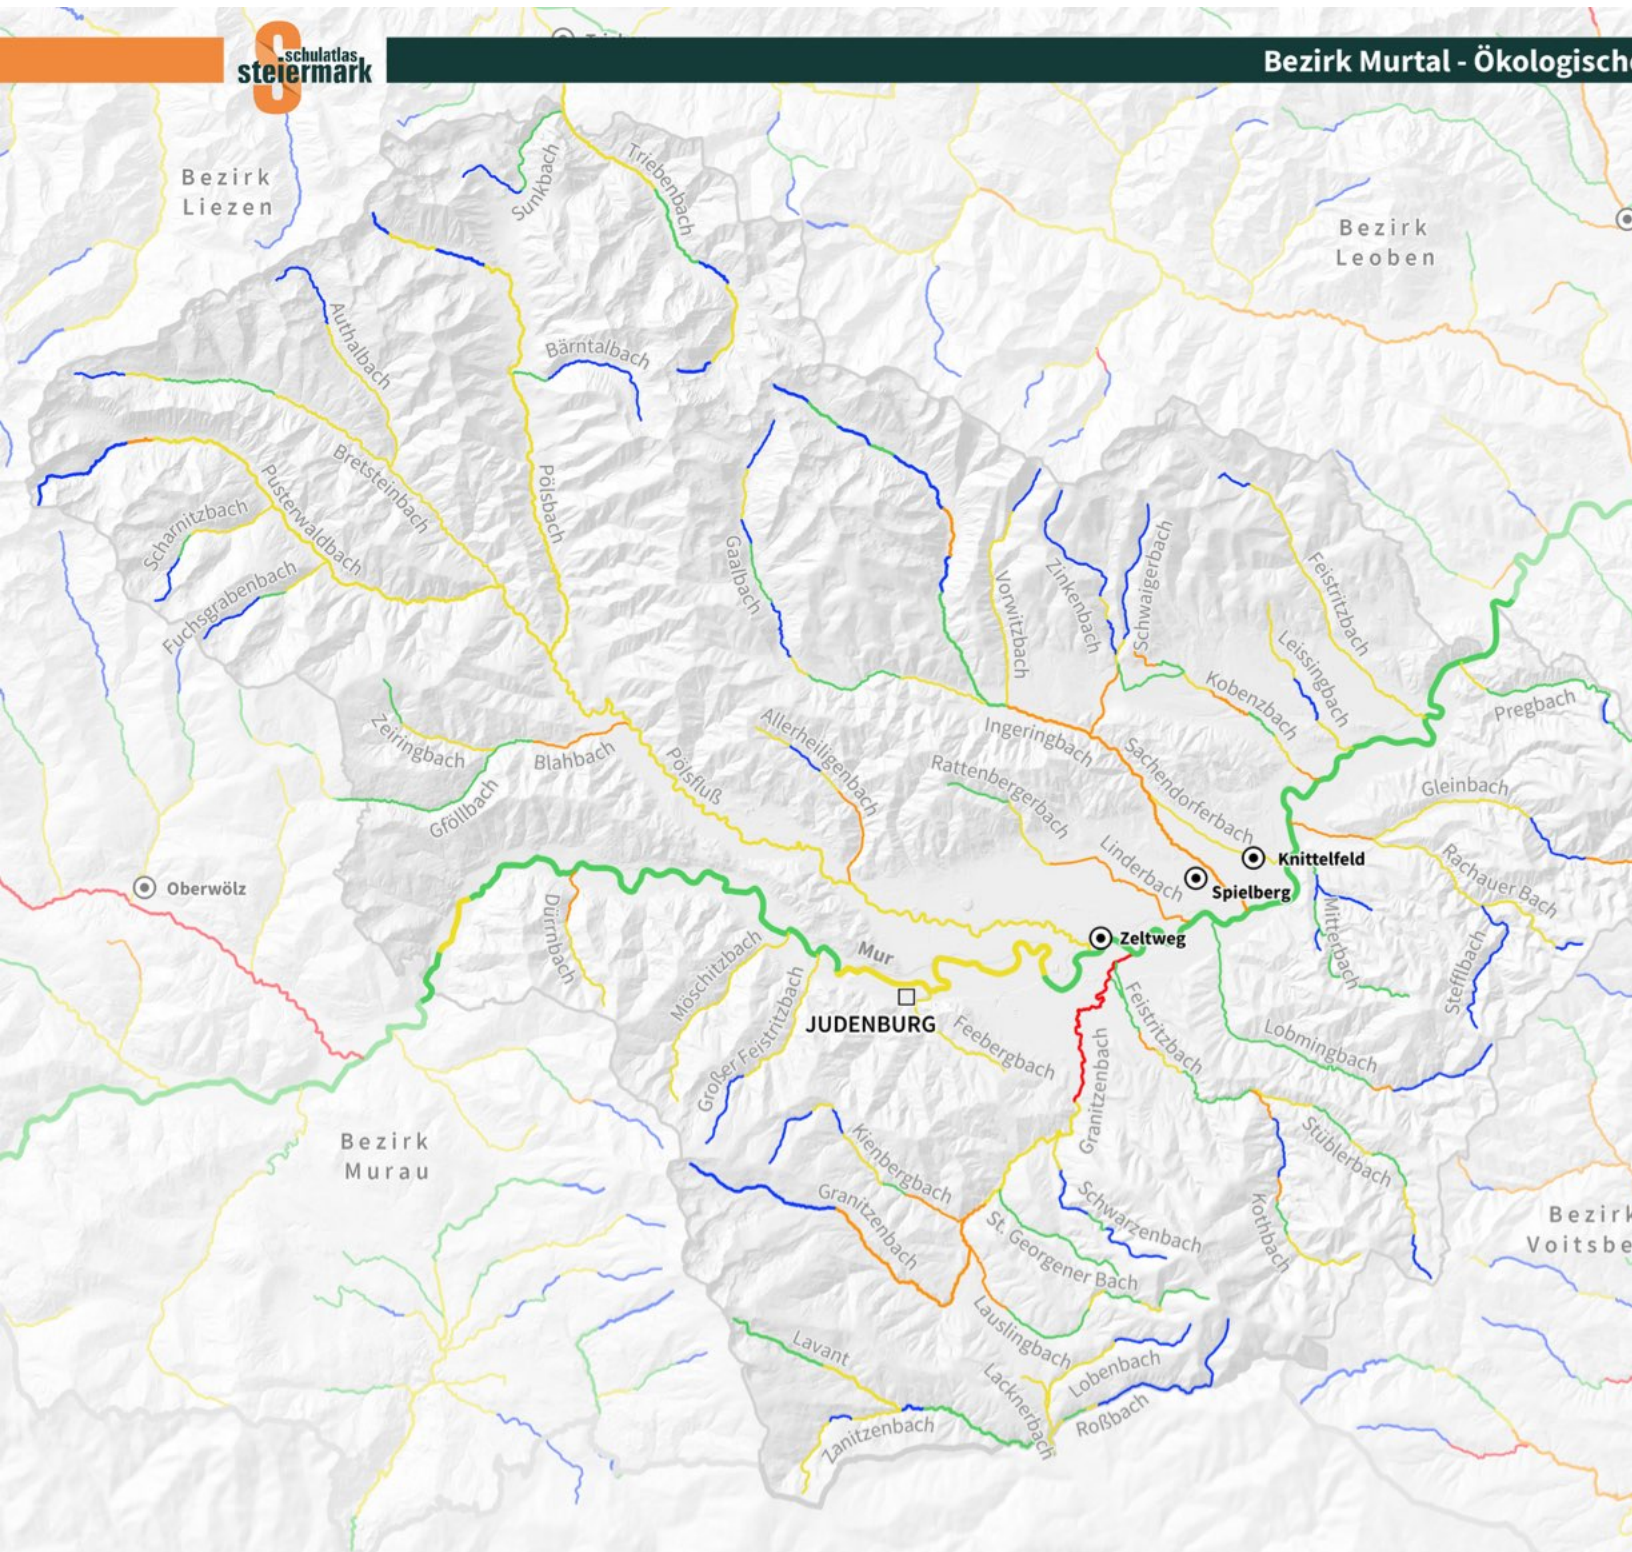 schulatlas
steiermark
Bezirk Murtal - Ökologisch
Bezirk
Liezen
Sunkbach
Triebenbach
Bezirk
Leoben
Authalbach
Bärntalbach
Bretsteinbach
Pusterwaldbach
Scharnitzbach
Fuchsgrabenbach
Pölsbach
Gaalbach
Vorwitzbach
Zinkenbach
Schwaigerbach
Feistritzbach
Leissingbach
Kobenzbach
Pregbach
Zeiringbach
Blahbach
Gföllbach
Pölsfluß
Allerheiligenbach
Ingeringbach
Rattenbergerbach
Sachendorferbach
Linderbach
Gleinbach
Knittelfeld
Spielberg
Rachauer Bach
Oberwölz
Dürrnbach
Möschitzbach
Mur
Zeltweg
Mitterbach
Stefflbach
JUDENBURG
Großer Feistritzbach
Feebergbach
Feistritzbach
Lobmingbach
Granitzenbach
Bezirk
Murau
Kienbergbach
Stüblerbach
Granitzenbach
Schwarzenbach
Kothbach
St. Georgener Bach
Bezirk
Voitsbe
Lauslingbach
Lavant
Lobenbach
Lacknerbach
Roßbach
Zanitzenbach